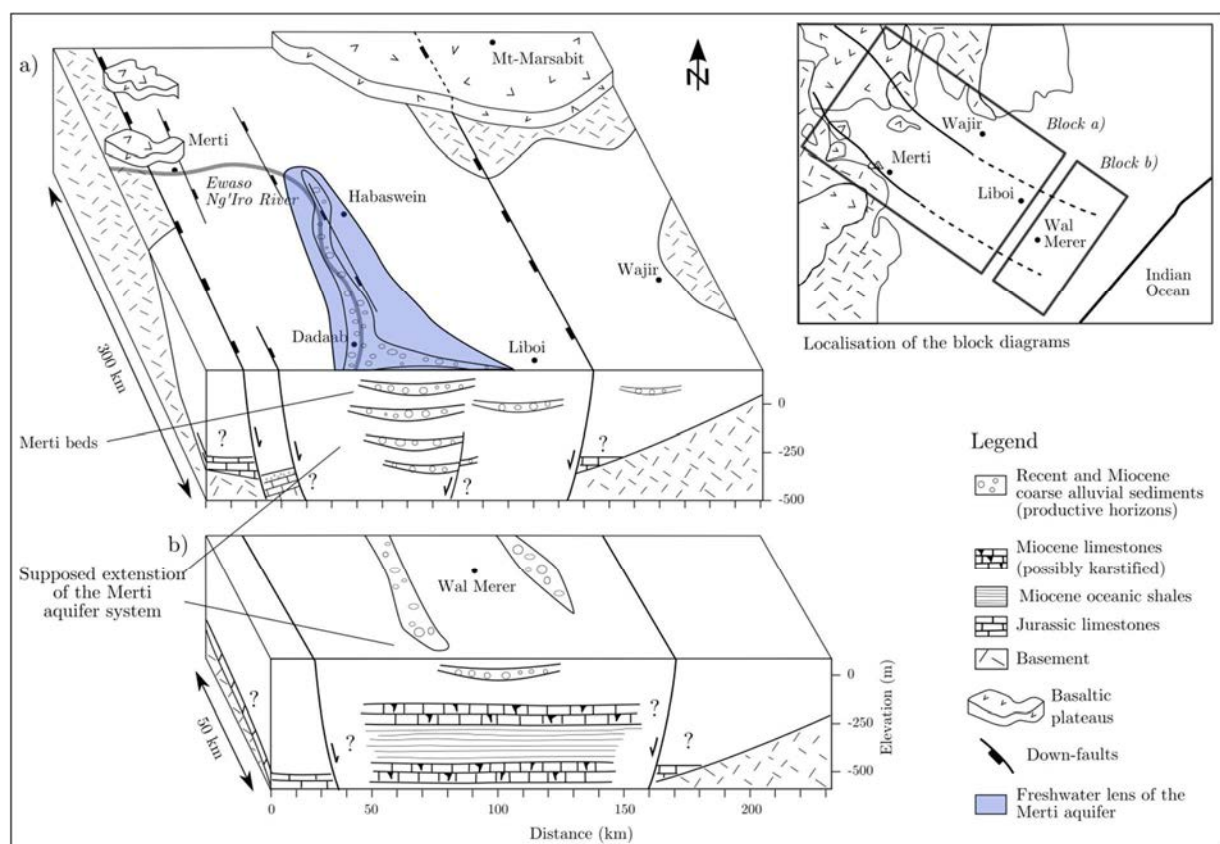 a)
Mt-Marsabit
N
Merti
Ewaso
Ng'Iro River
Habaswein
Wajir
Dadaab
Liboi
300 km
?
?
?
?
0
-250
-500
Merti beds
Supposed extenstion
of the Merti
aquifer system
b)
Wal Merer
?
?
?
?
50 km
0
-250
-500
Elevation (m)
0
50
100
150
200
Distance (km)
Wajir
Block a)
Merti
Block b)
Liboi
Wal
Merer
Indian
Ocean
Localisation of the block diagrams
Legend
Recent and Miocene
coarse alluvial sediments
(productive horizons)
Miocene limestones
(possibly karstified)
Miocene oceanic shales
Jurassic limestones
Basement
Basaltic
plateaus
Down-faults
Freshwater lens of the
Merti aquifer